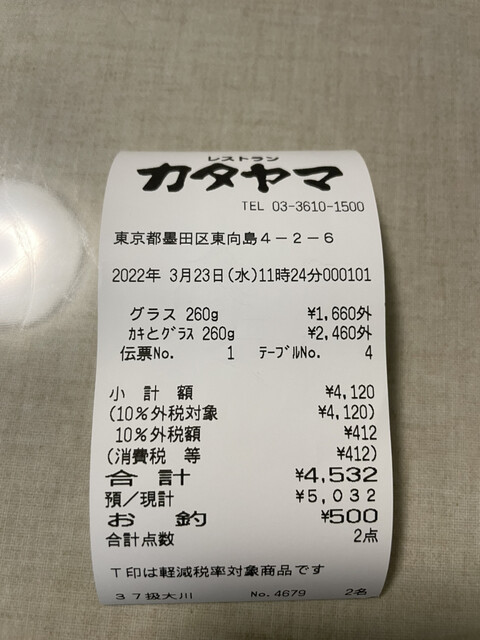 レストラン
カタヤマ
TEL 03-3610-1500
東京都墨田区東向島4-2-6
2022年 3月23日(水)11時24分000101
グラス 260g ¥1,660外
カキとグラス 260g ¥2,460外
伝票No. 1 テーブルNo. 4
小計額 ¥4,120
(10%外税対象 ¥4,120)
10%外税額 ¥412
(消費税 等 ¥412)
合計 ¥4,532
預/現計 ¥5,032
お釣 ¥500
合計点数 2点
T印は軽減税率対象商品です
37扱大川 No.4679 2名